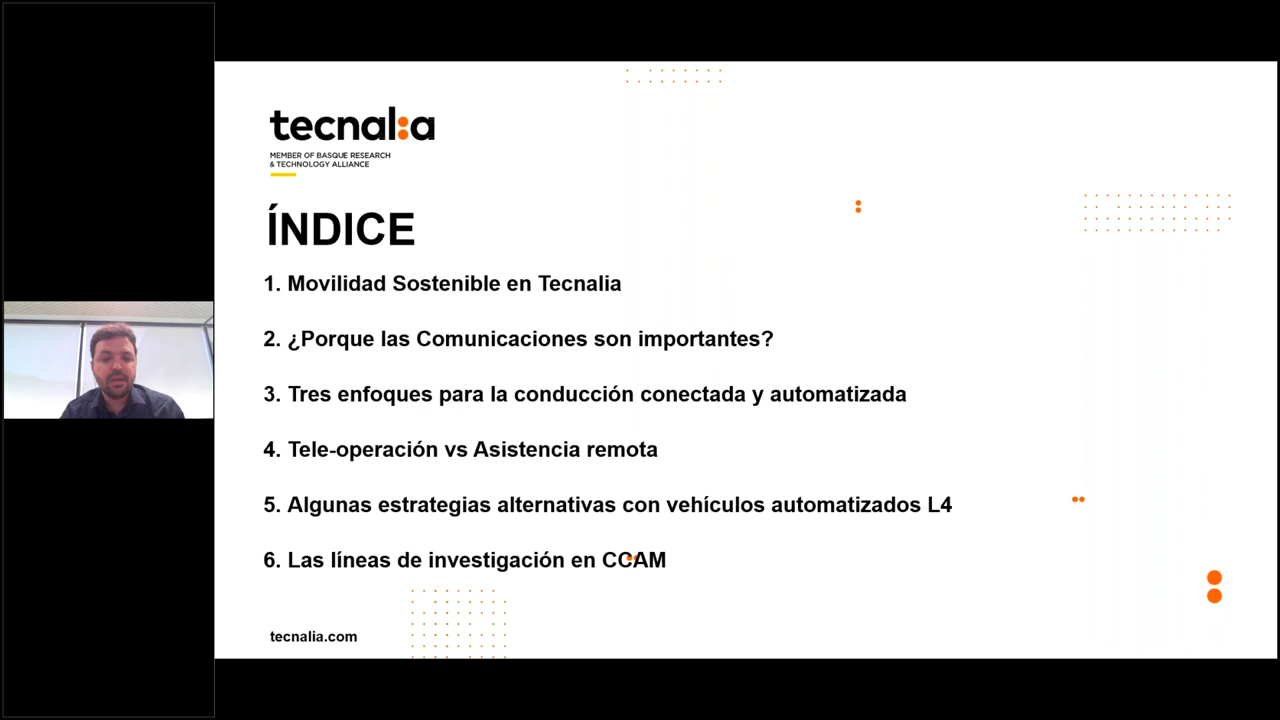 tecnalia
MEMBER OF BASQUE RESEARCH
& TECHNOLOGY ALLIANCE
ÍNDICE
1. Movilidad Sostenible en Tecnalia
2. ¿Porque las Comunicaciones son importantes?
3. Tres enfoques para la conducción conectada y automatizada
4. Tele-operación vs Asistencia remota
5. Algunas estrategias alternativas con vehículos automatizados L4
6. Las líneas de investigación en CCAM
tecnalia.com